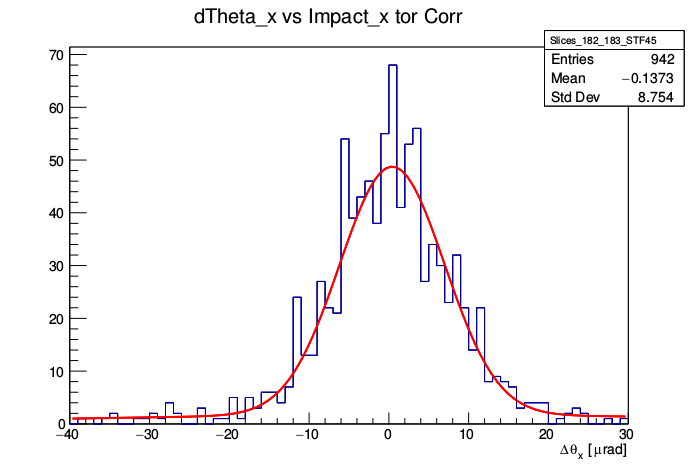 dTheta_x vs Impact_x tor Corr
Slices_182_183_STF45
Entries 942
Mean −0.1373
Std Dev 8.754
70
60
50
40
30
20
10
0
−40 −30 −20 −10 0 10 20 30
Δθx [μrad]